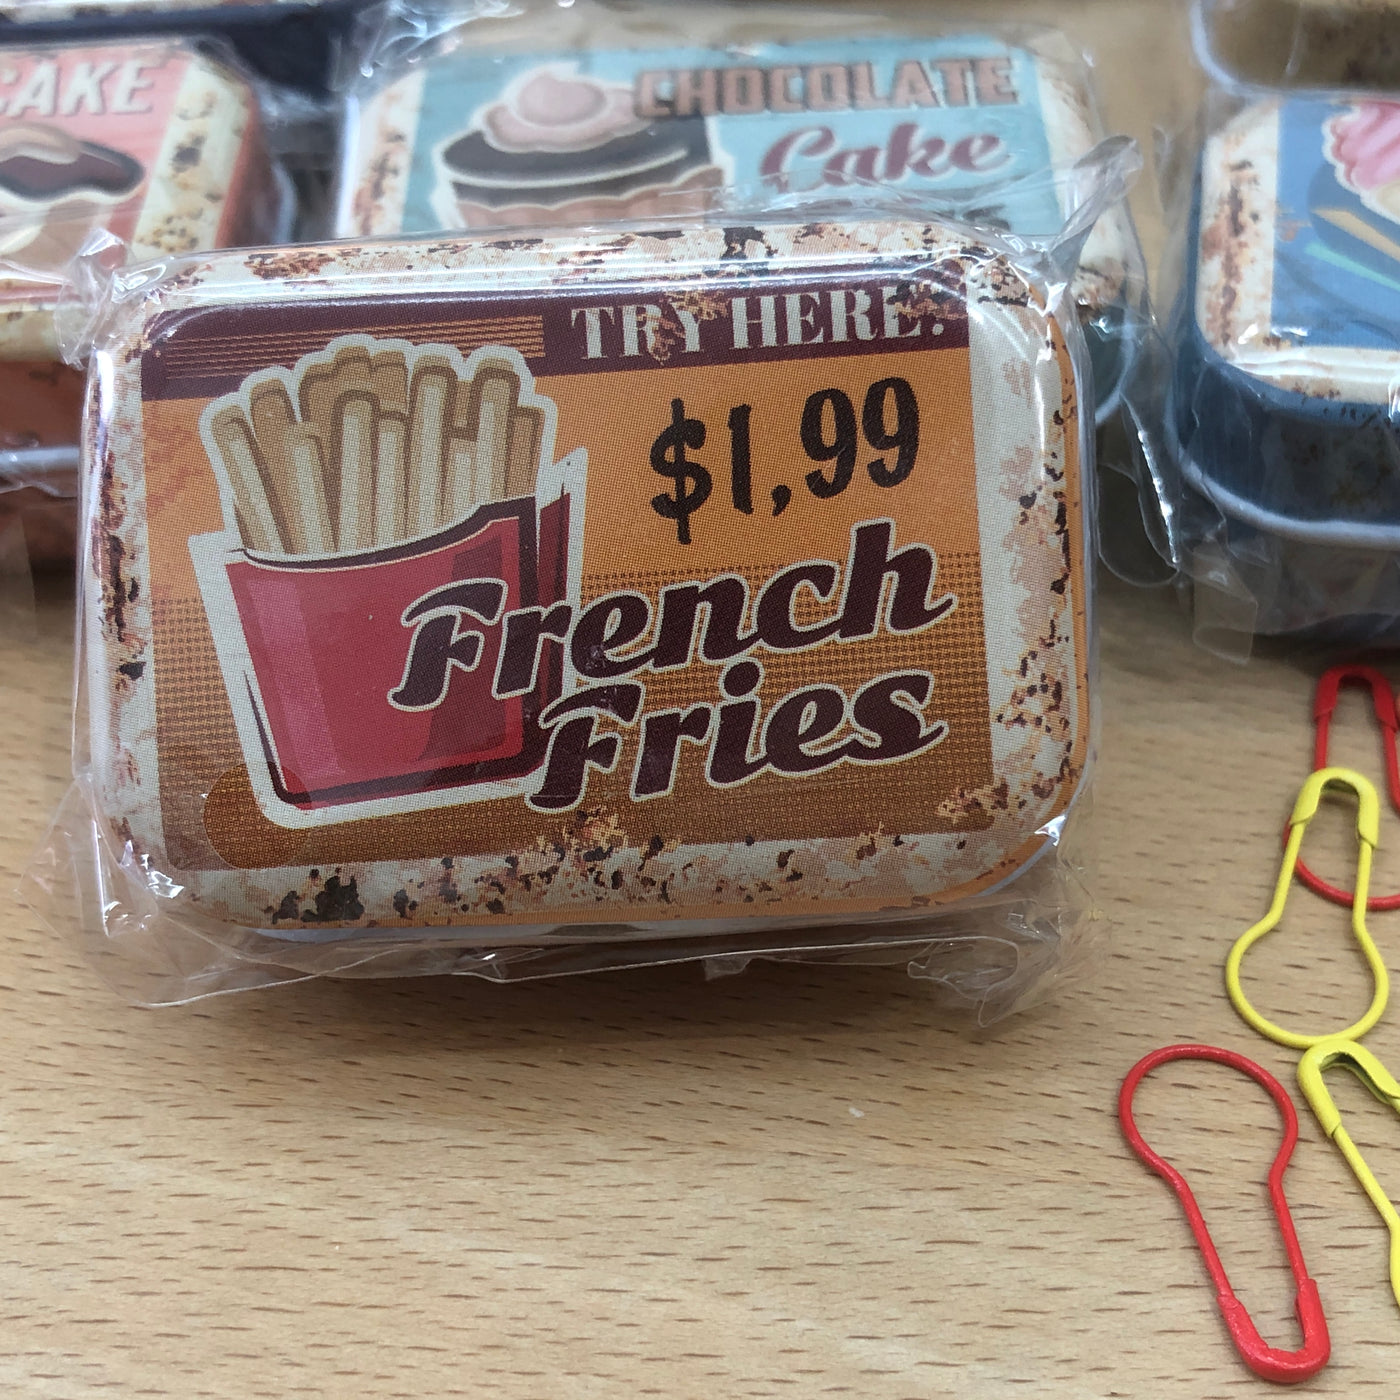 CAKE
CHOCOLATE
Cake
TRY HERE!
$1,99
French
Fries